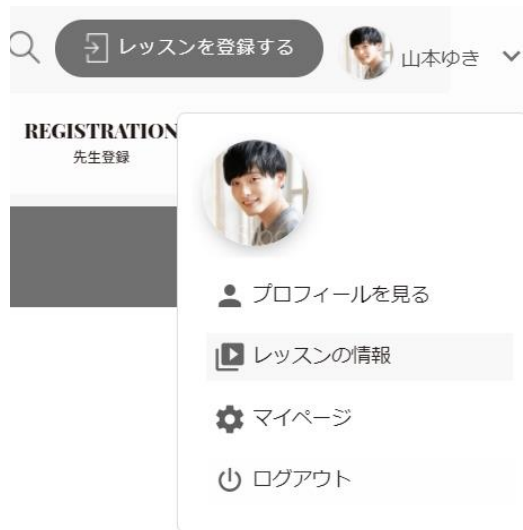 レッスンを登録する
山本ゆき
REGISTRATION
先生登録
プロフィールを見る
レッスンの情報
マイページ
ログアウト